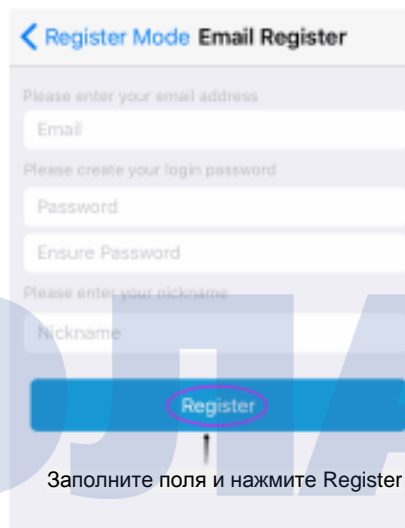 Register Mode Email Register
Please enter your email address
Email
Please create your login password
Password
Ensure Password
Please enter your nickname
Nickname
Register
Заполните поля и нажмите Register